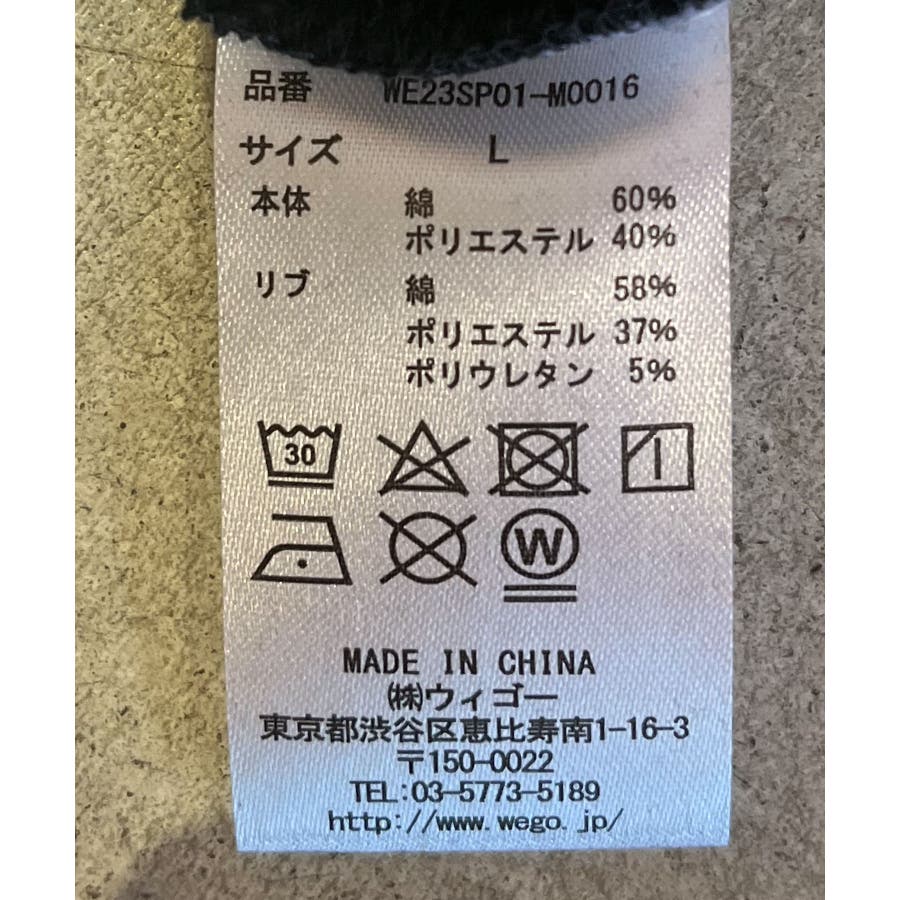 品番 WE23SP01-M0016
サイズ L
本体 綿 60%
ポリエステル 40%
リブ 綿 58%
ポリエステル 37%
ポリウレタン 5%
30
W
MADE IN CHINA
㈱ウィゴー
東京都渋谷区恵比寿南1-16-3
〒150-0022
TEL:03-5773-5189
http://www.wego.jp/